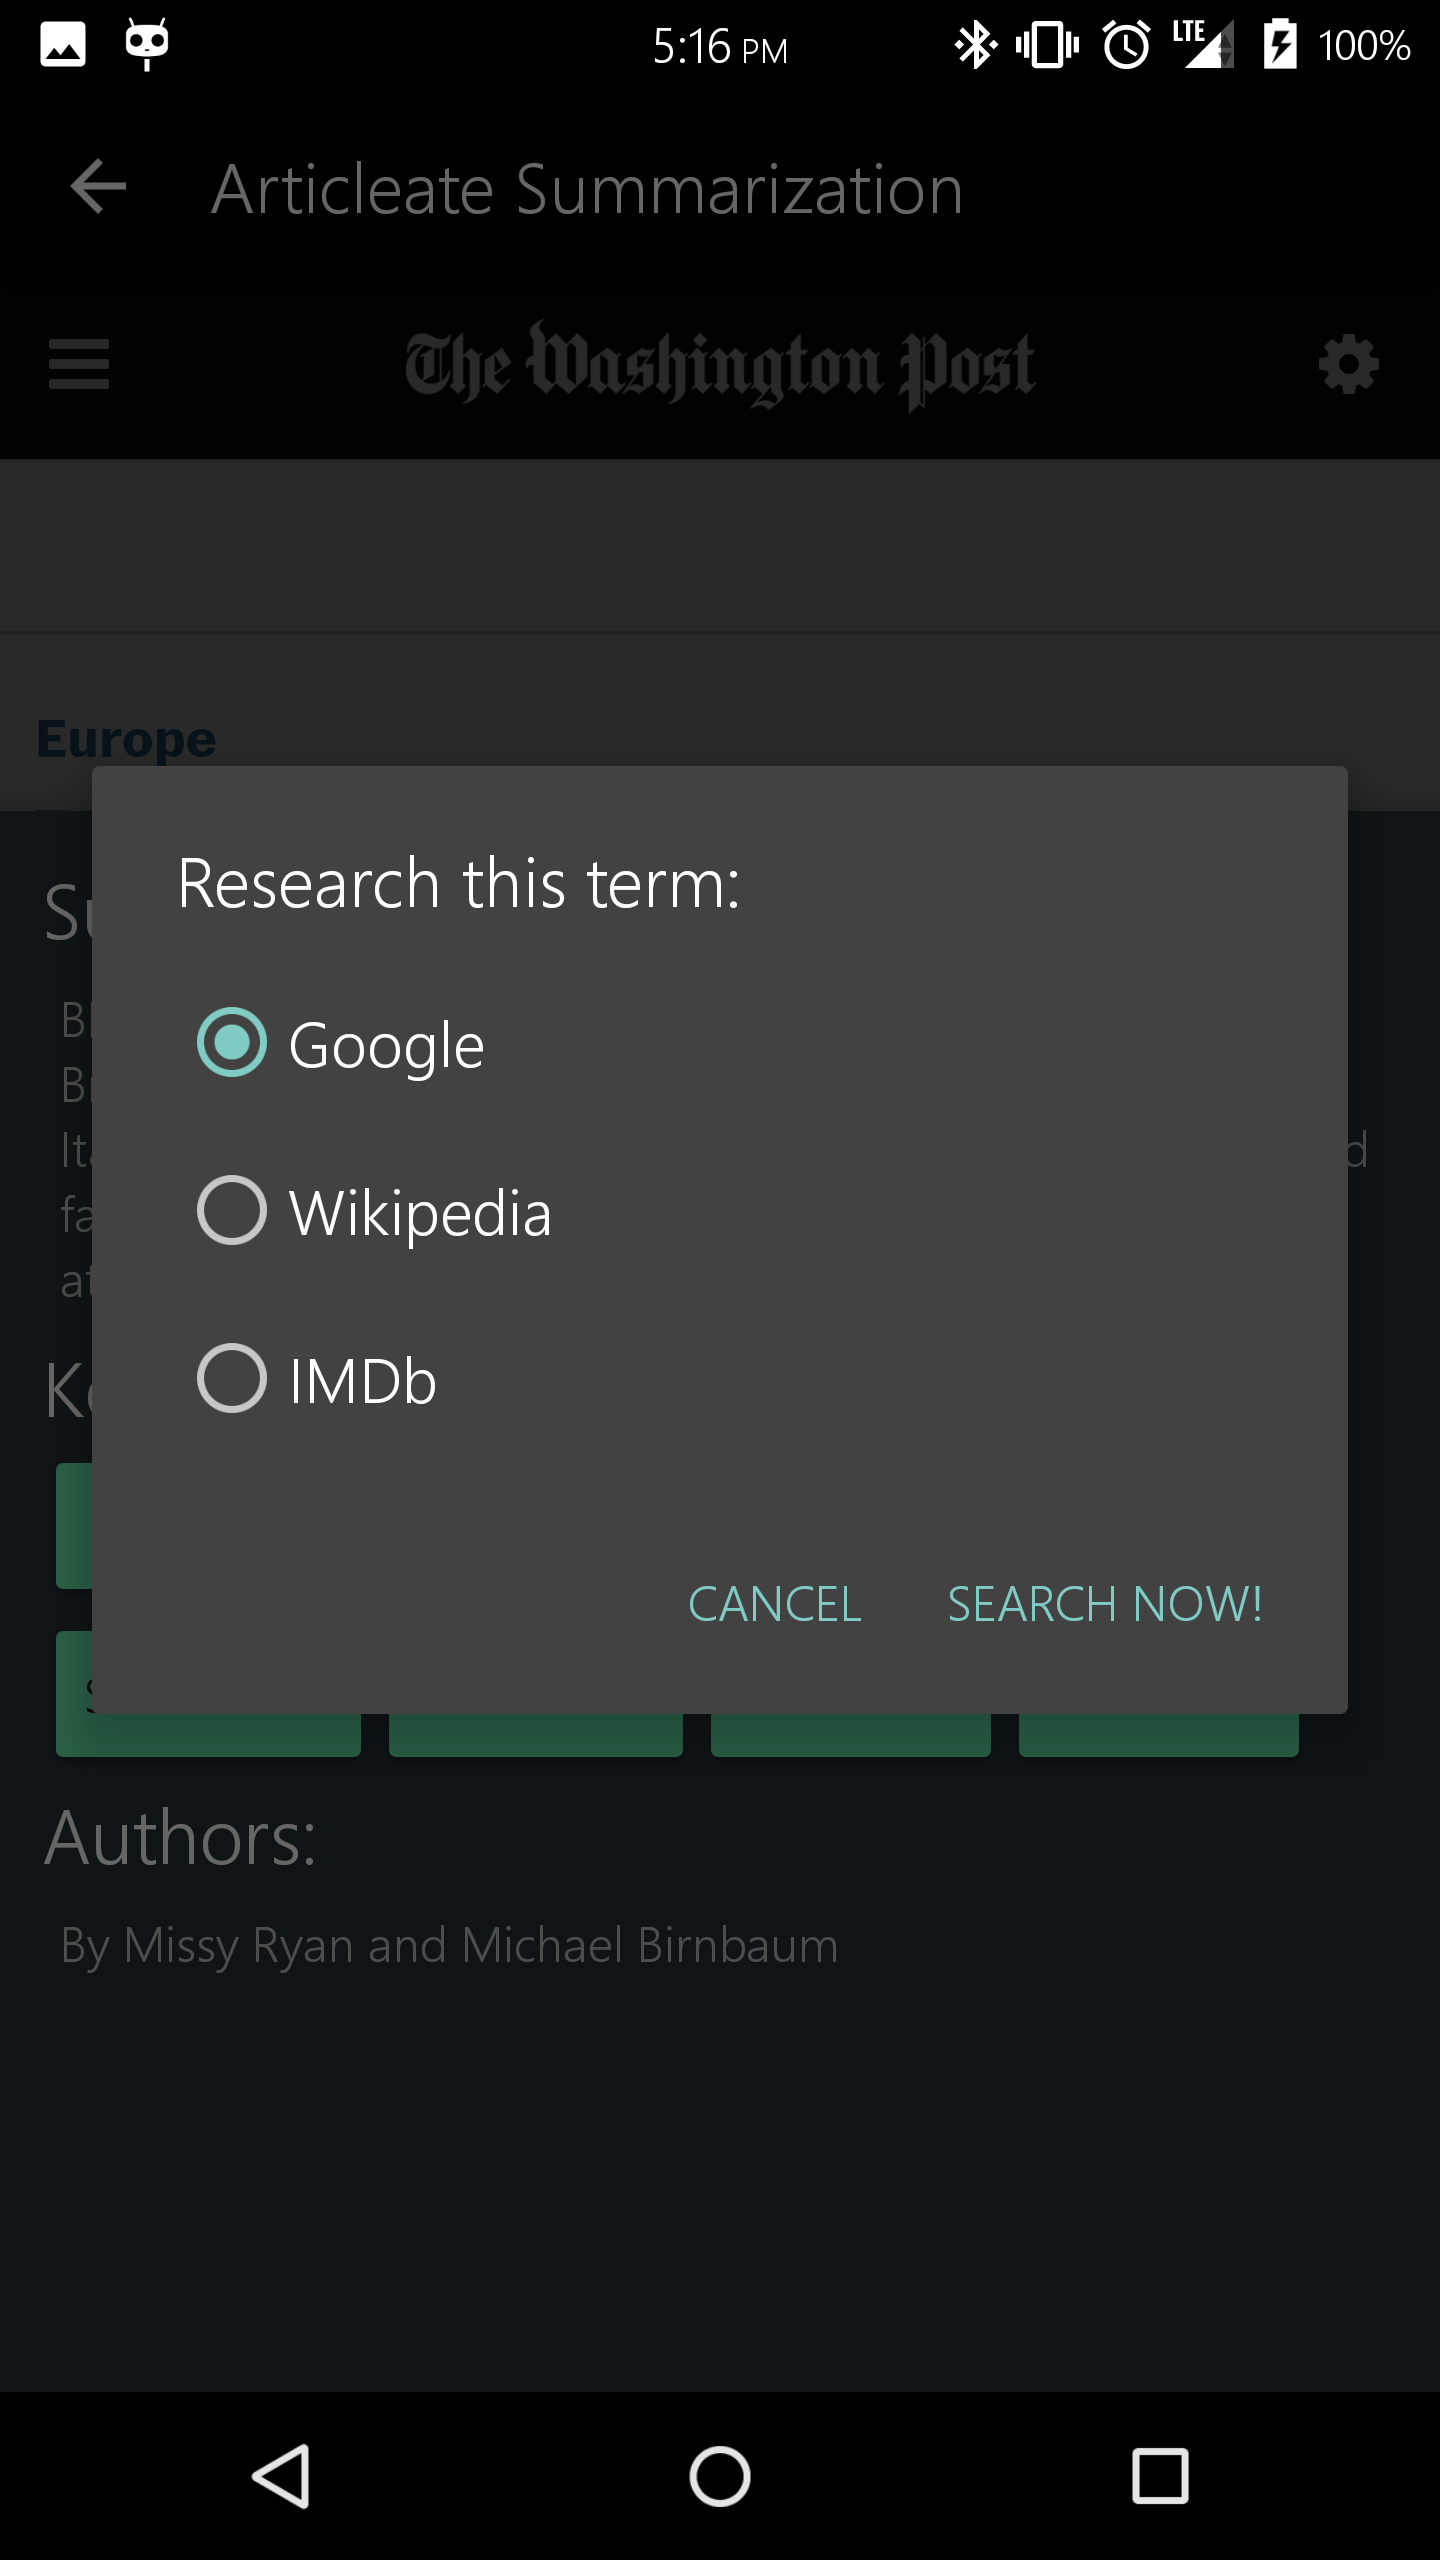 5:16 PM
LTE
100%
Articleate Summarization
The Washington Post
Europe
Research this term:
Google
Wikipedia
IMDb
CANCEL SEARCH NOW!
Authors:
By Missy Ryan and Michael Birnbaum